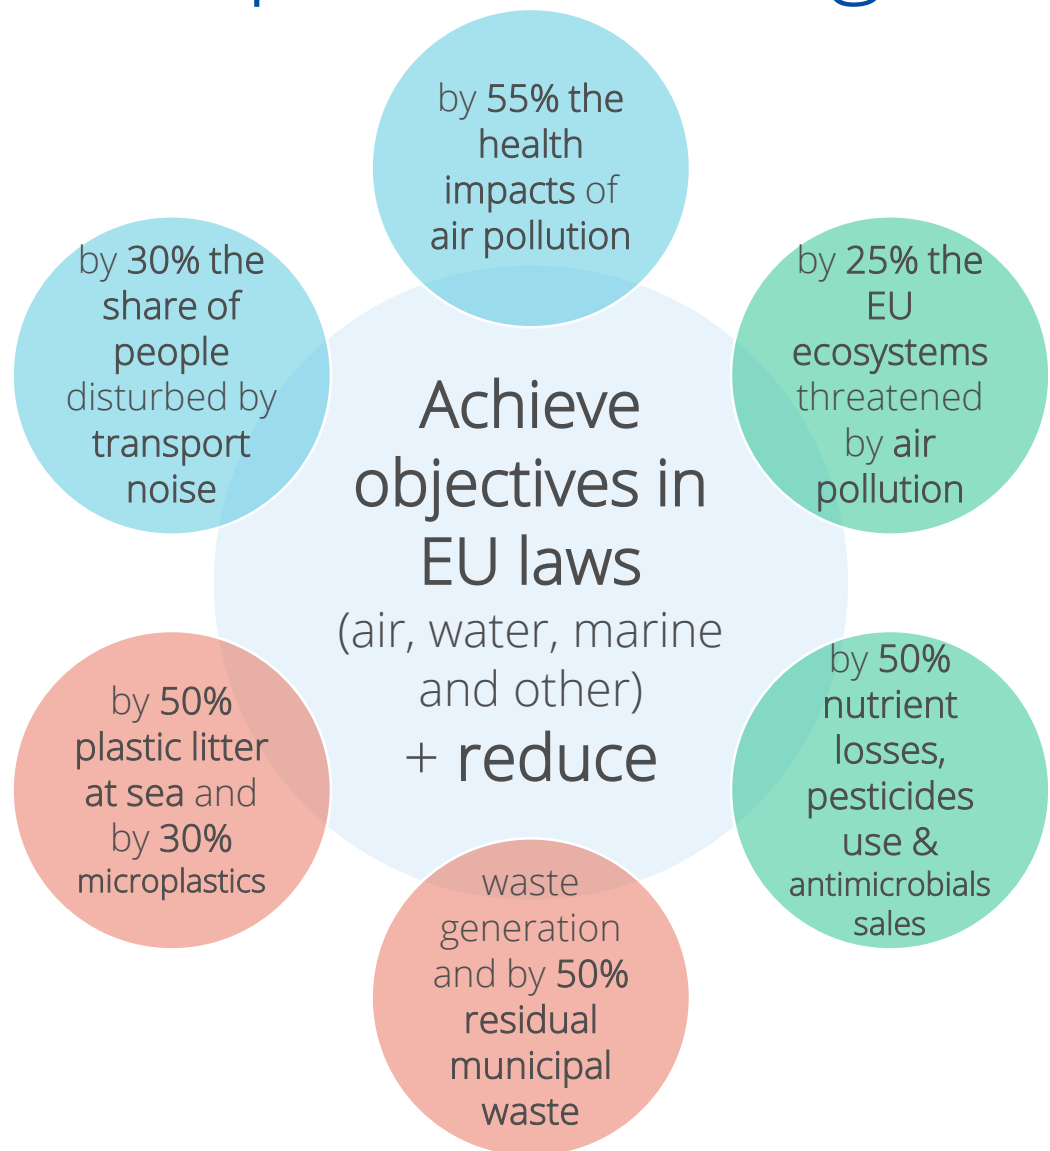 by 55% the
health
impacts of
air pollution
by 30% the
share of
people
disturbed by
transport
noise
by 25% the
EU
ecosystems
threatened
by air
pollution
Achieve
objectives in
EU laws
(air, water, marine
and other)
+ reduce
by 50%
plastic litter
at sea and
by 30%
microplastics
by 50%
nutrient
losses,
pesticides
use &
antimicrobials
sales
waste
generation
and by 50%
residual
municipal
waste